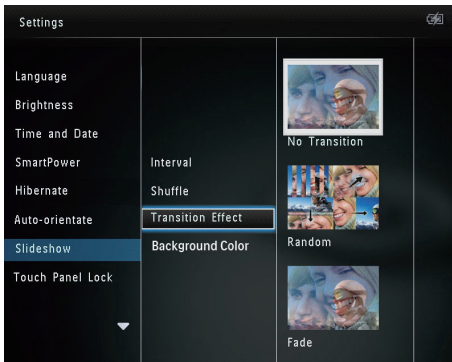 Settings
Language
Brightness
Time and Date
SmartPower
Hibernate
Auto-orientate
Slideshow
Touch Panel Lock
Interval
Shuffle
Transition Effect
Background Color
No Transition
Random
Fade